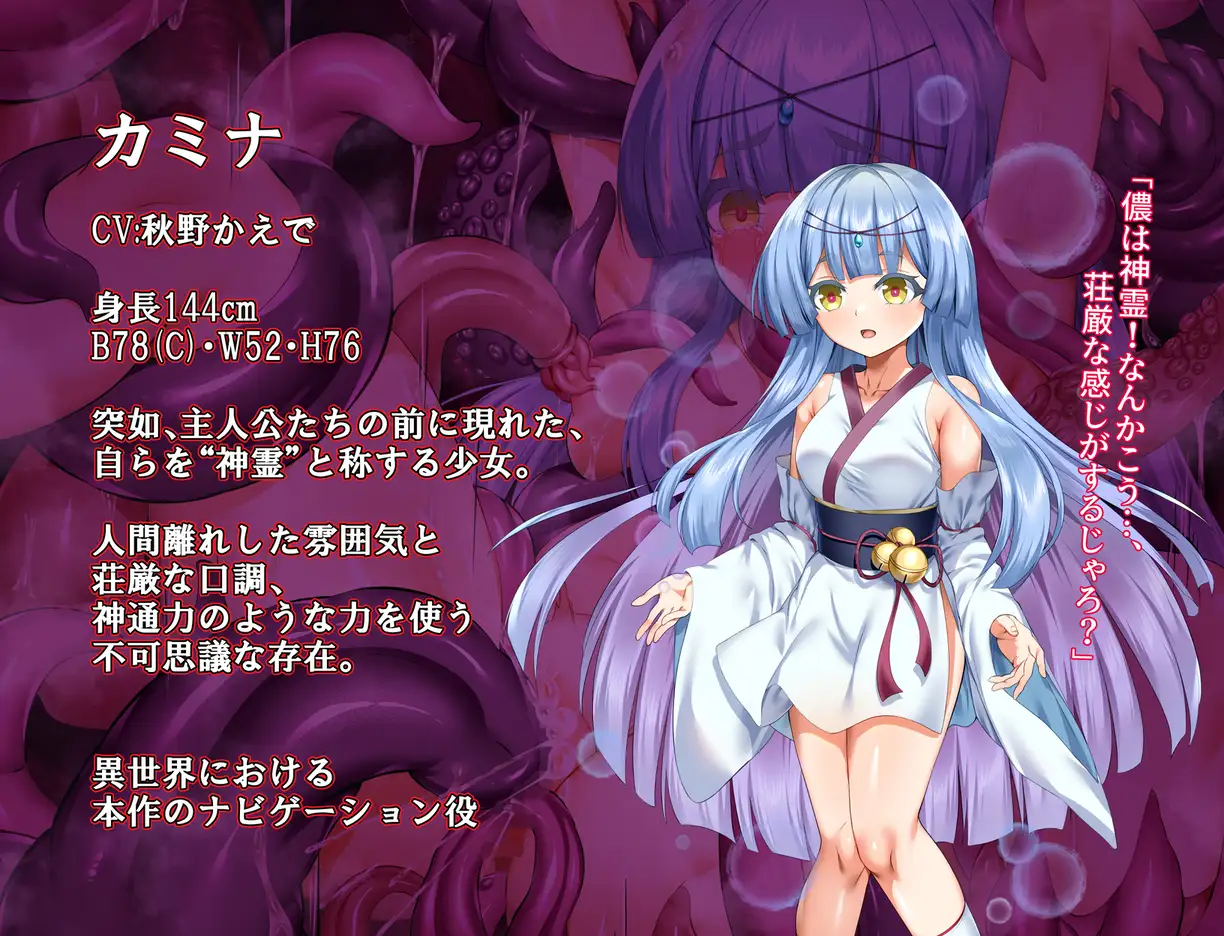 カミナ
CV:秋野かえで
身長144cm
B78(C)・W52・H76
突如、主人公たちの前に現れた、
自らを“神霊”と称する少女。
人間離れした雰囲気と
荘厳な口調、
神通力のような力を使う
不可思議な存在。
異世界における
本作のナビゲーション役
「儂は神霊!なんかこう…、
荘厳な感じがするじゃろ?」